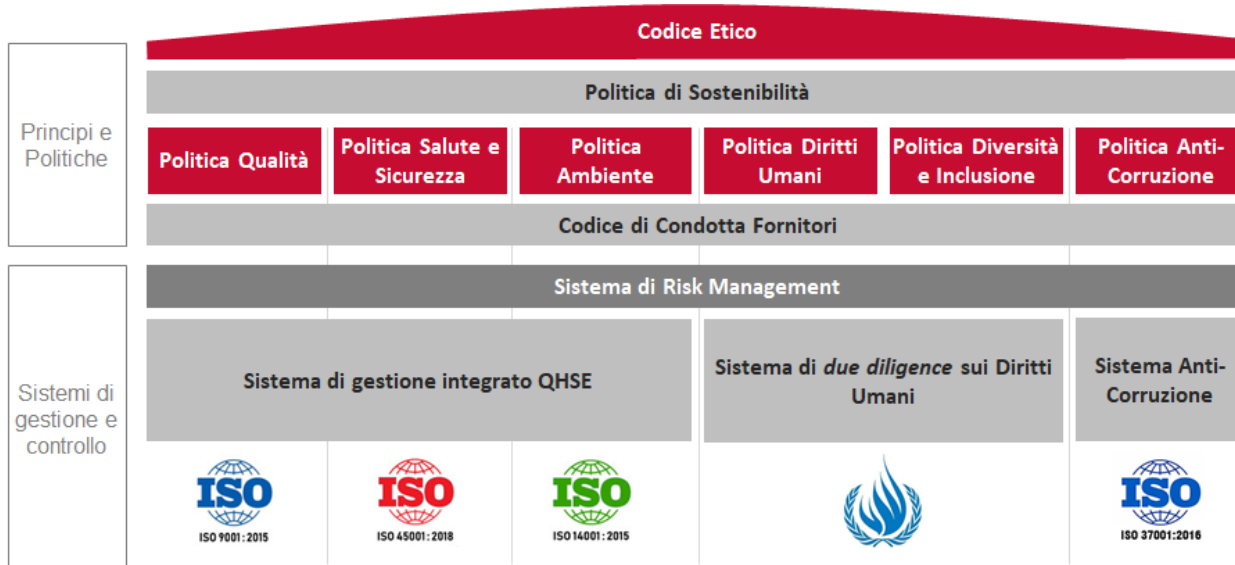 Codice Etico
Principi e
Politiche
Politica di Sostenibilità
Politica Qualità
Politica Salute e
Sicurezza
Politica
Ambiente
Politica Diritti
Umani
Politica Diversità
e Inclusione
Politica Anti-
Corruzione
Codice di Condotta Fornitori
Sistemi di
gestione e
controllo
Sistema di Risk Management
Sistema di gestione integrato QHSE
Sistema di due diligence sui Diritti
Umani
Sistema Anti-
Corruzione
ISO
ISO 9001:2015
ISO
ISO 45001:2018
ISO
ISO 14001:2015
ISO
ISO 37001:2016